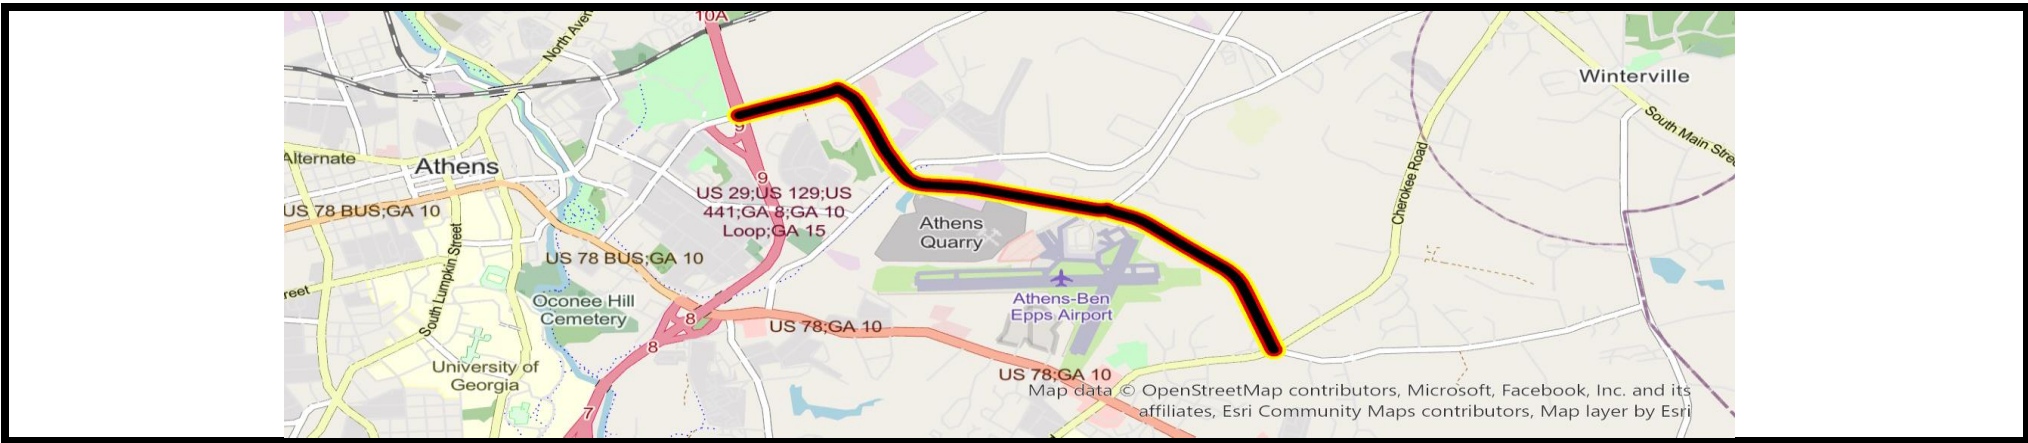 10A
North Aven
Winterville
South Main Stree
9
Alternate
Athens
Cherokee Road
9
US 29;US 129;US
441;GA 8;GA 10
Loop;GA 15
US 78 BUS;GA 10
Athens
Quarry
South Lumpkin Street
US 78 BUS;GA 10
reet
Oconee Hill
Cemetery
Athens-Ben
Epps Airport
8
US 78;GA 10
8
University of
Georgia
US 78;GA 10
7
Map data © OpenStreetMap contributors, Microsoft, Facebook, Inc. and its
affiliates, Esri Community Maps contributors, Map layer by Esri